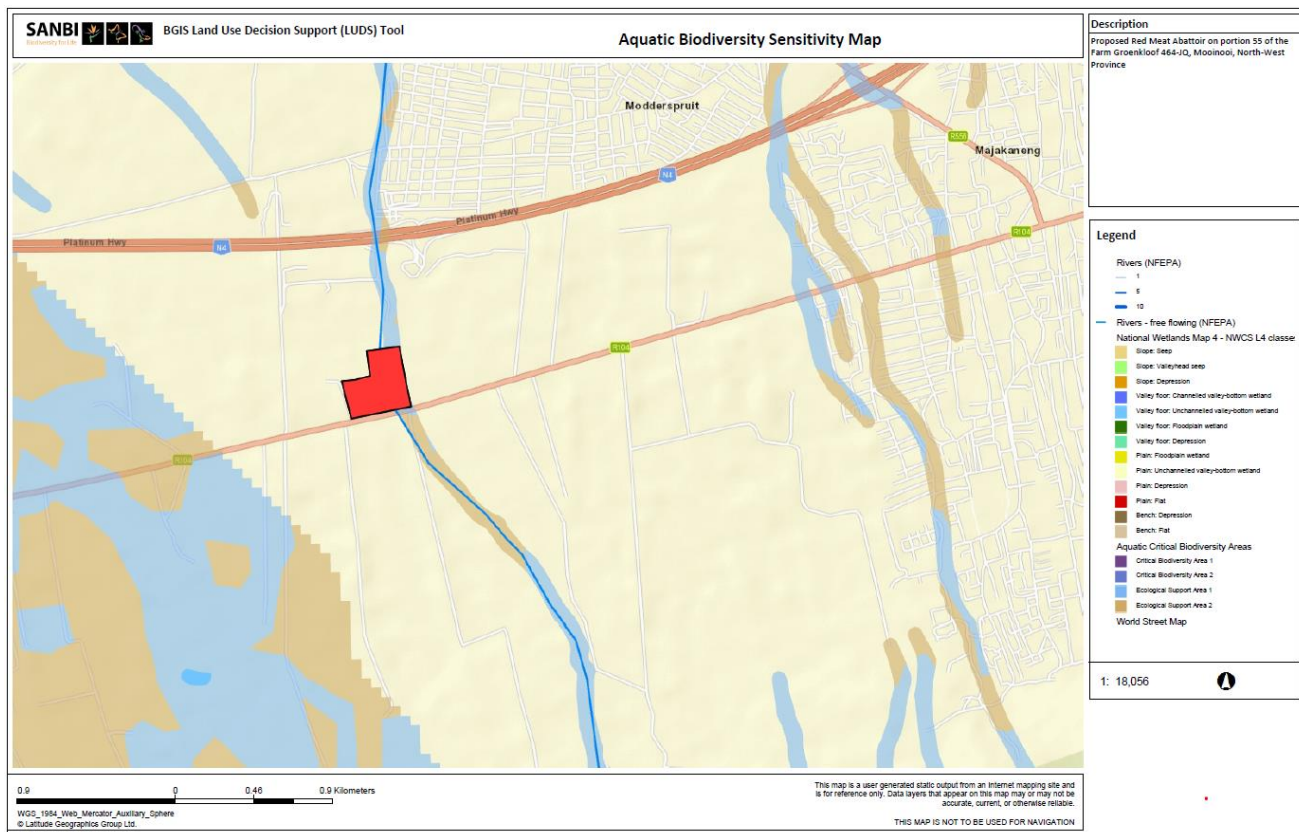 SANBI
Biodiversity for Life
BGIS Land Use Decision Support (LUDS) Tool
Aquatic Biodiversity Sensitivity Map
Description
Proposed Red Meat Abattoir on portion 55 of the
Farm Groenkloof 464-JQ, Mooinooi, North-West
Province
Modderspruit
Majakaneng
R556
N4
Platinum Hwy
Platinum Hwy
N4
R104
R104
R104
Legend
Rivers (NFEPA)
1
5
10
Rivers - free flowing (NFEPA)
National Wetlands Map 4 - NWCS L4 classe
Slope: Seep
Slope: Valleyhead seep
Slope: Depression
Valley floor: Channelled valley-bottom wetland
Valley floor: Unchannelled valley-bottom wetland
Valley floor: Floodplain wetland
Valley floor: Depression
Plain: Floodplain wetland
Plain: Unchannelled valley-bottom wetland
Plain: Depression
Plain: Flat
Bench: Depression
Bench: Flat
Aquatic Critical Biodiversity Areas
Critical Biodiversity Area 1
Critical Biodiversity Area 2
Ecological Support Area 1
Ecological Support Area 2
World Street Map
1: 18,056
0.9 0 0.46 0.9 Kilometers
WGS_1984_Web_Mercator_Auxiliary_Sphere
© Latitude Geographics Group Ltd.
This map is a user generated static output from an Internet mapping site and
is for reference only. Data layers that appear on this map may or may not be
accurate, current, or otherwise reliable.
THIS MAP IS NOT TO BE USED FOR NAVIGATION